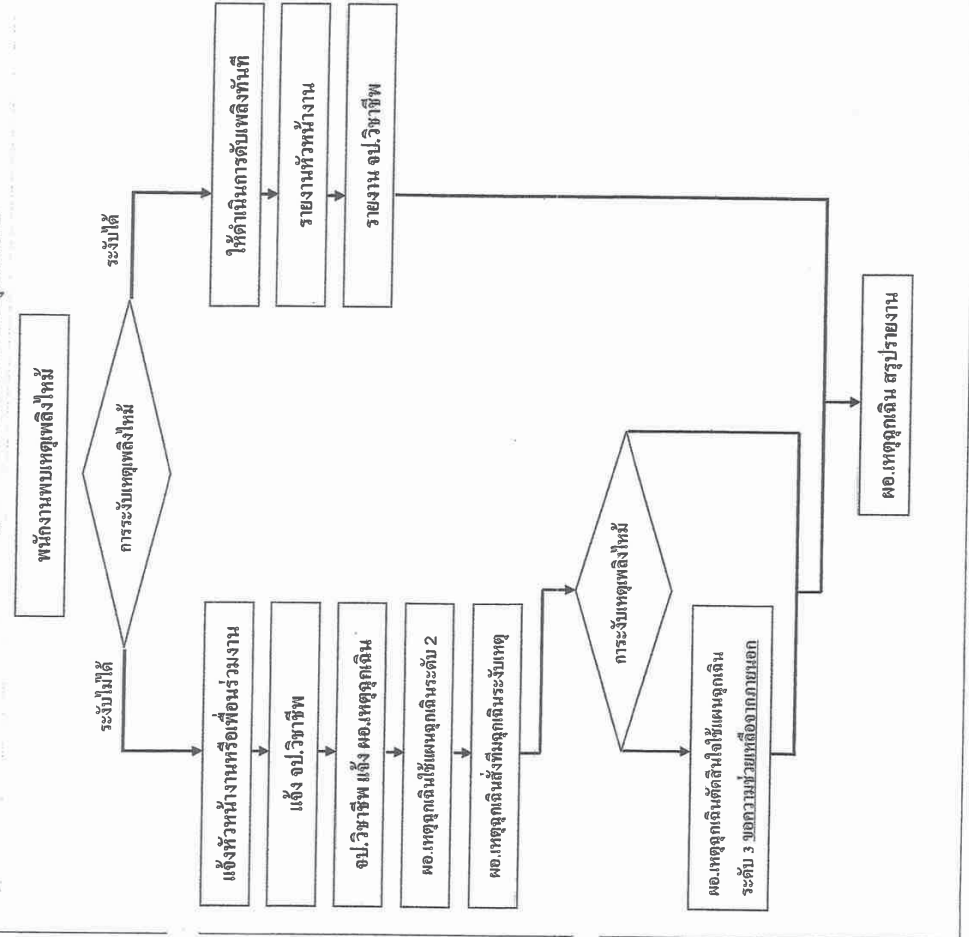 พนักงานพบเหตุเพลิงไหม้
การระงับเหตุเพลิงไหม้
ระงับไม่ได้
ระงับได้
แจ้งหัวหน้างานหรือเพื่อนร่วมงาน
แจ้ง จป.วิชาชีพ
จป.วิชาชีพ แจ้ง ผอ.เหตุฉุกเฉิน
ผอ.เหตุฉุกเฉินใช้แผนฉุกเฉินระดับ 2
ผอ.เหตุฉุกเฉินสั่งทีมฉุกเฉินระงับเหตุ
ให้ดำเนินการดับเพลิงทันที
รายงานหัวหน้างาน
รายงาน จป.วิชาชีพ
การะงับเหตุเพลิงไหม้
ผอ.เหตุฉุกเฉินตัดสินใจใช้แผนฉุกเฉิน
ระดับ 3 ขอความช่วยเหลือจากภายนอก
ผอ.เหตุฉุกเฉิน สรุปรายงาน